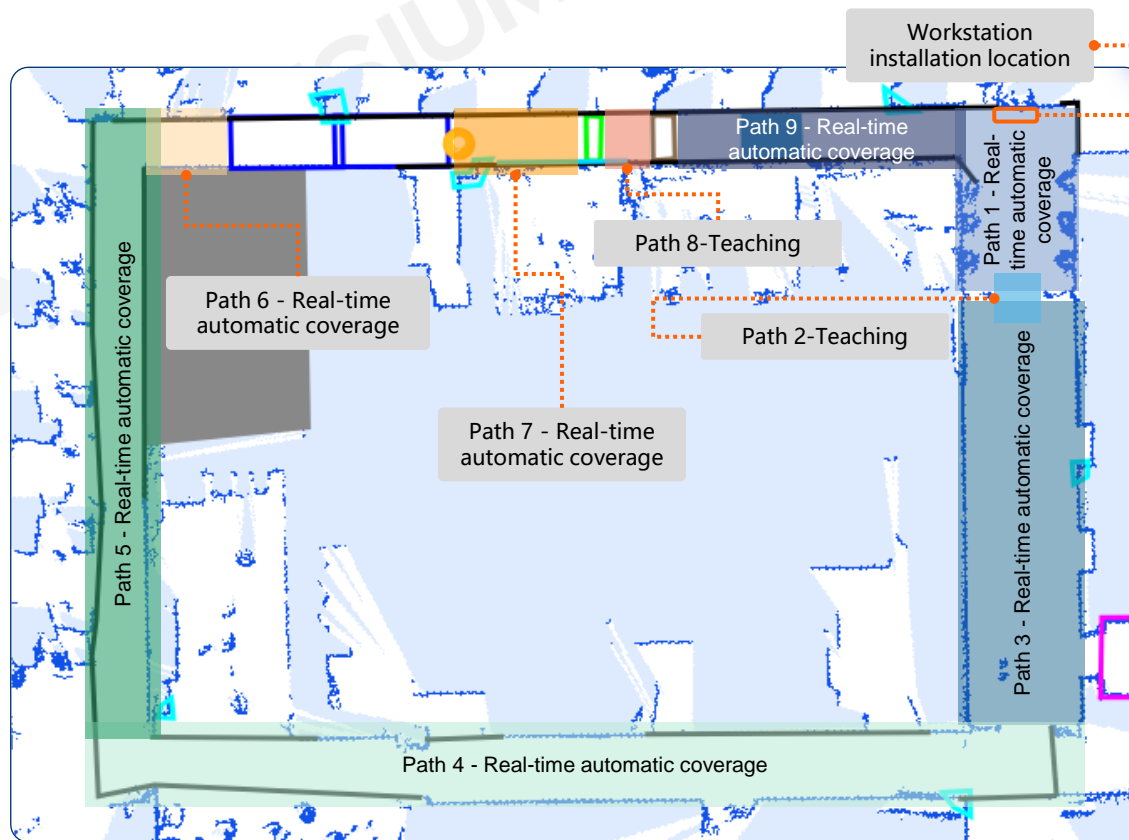 Workstation
installation location
Path 9 - Real-time
automatic coverage
Path 1 - Real-
time automatic
coverage
Path 8-Teaching
Path 6 - Real-time
automatic coverage
Path 2-Teaching
Path 7 - Real-time
automatic coverage
Path 5 - Real-time automatic coverage
Path 3 - Real-time automatic coverage
Path 4 - Real-time automatic coverage